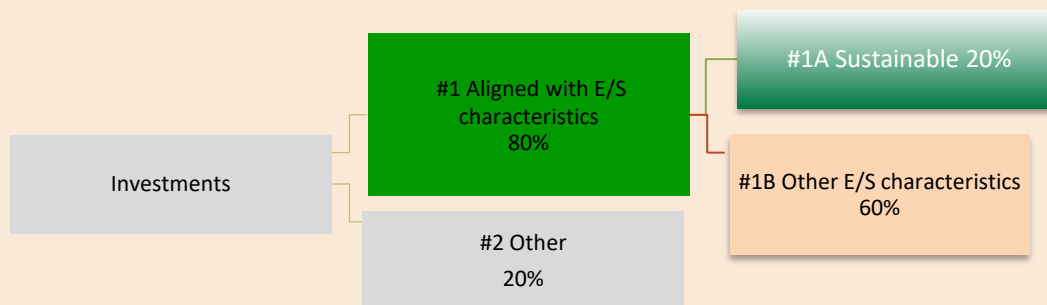 #1A Sustainable 20%
#1 Aligned with E/S
characteristics
80%
Investments
#1B Other E/S characteristics
60%
#2 Other
20%